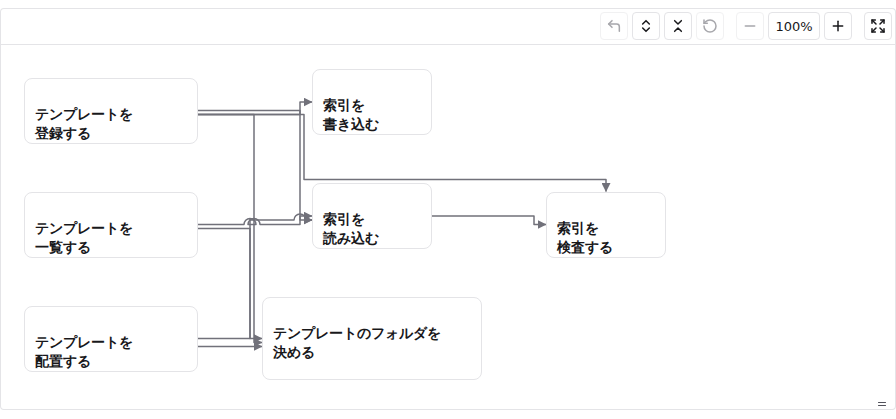 100%
テンプレートを
登録する
索引を
書き込む
テンプレートを
一覧する
索引を
読み込む
索引を
検査する
テンプレートを
配置する
テンプレートのフォルダを
決める